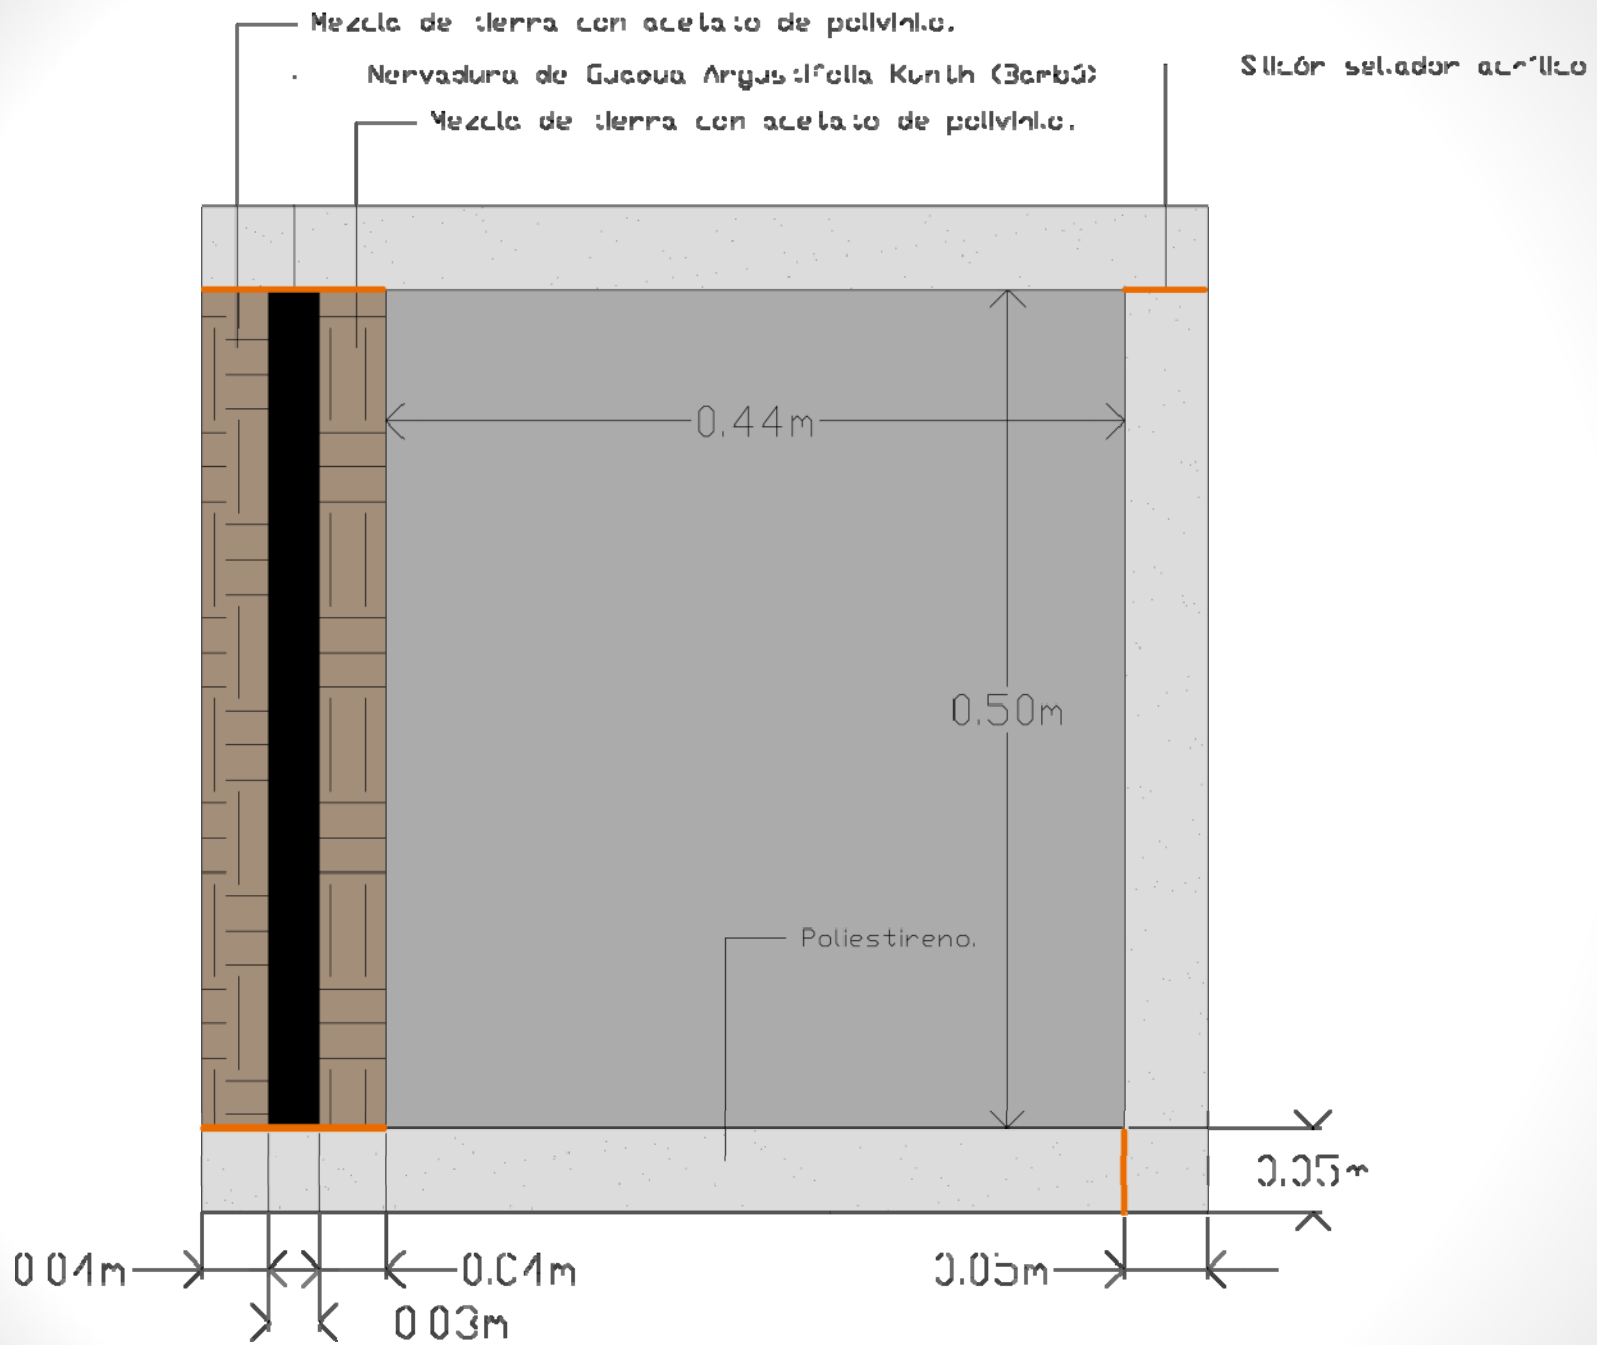 Mezcla de tierra con acetato de polivinilo.
Nervadura de Guadua Angustifolia Kunth (Bambú)
Silicón sellador acrílico
Mezcla de tierra con acetato de polivinilo.
0.44m
0.50m
Poliestireno.
0.05m
0.04m
0.04m
0.05m
0.03m